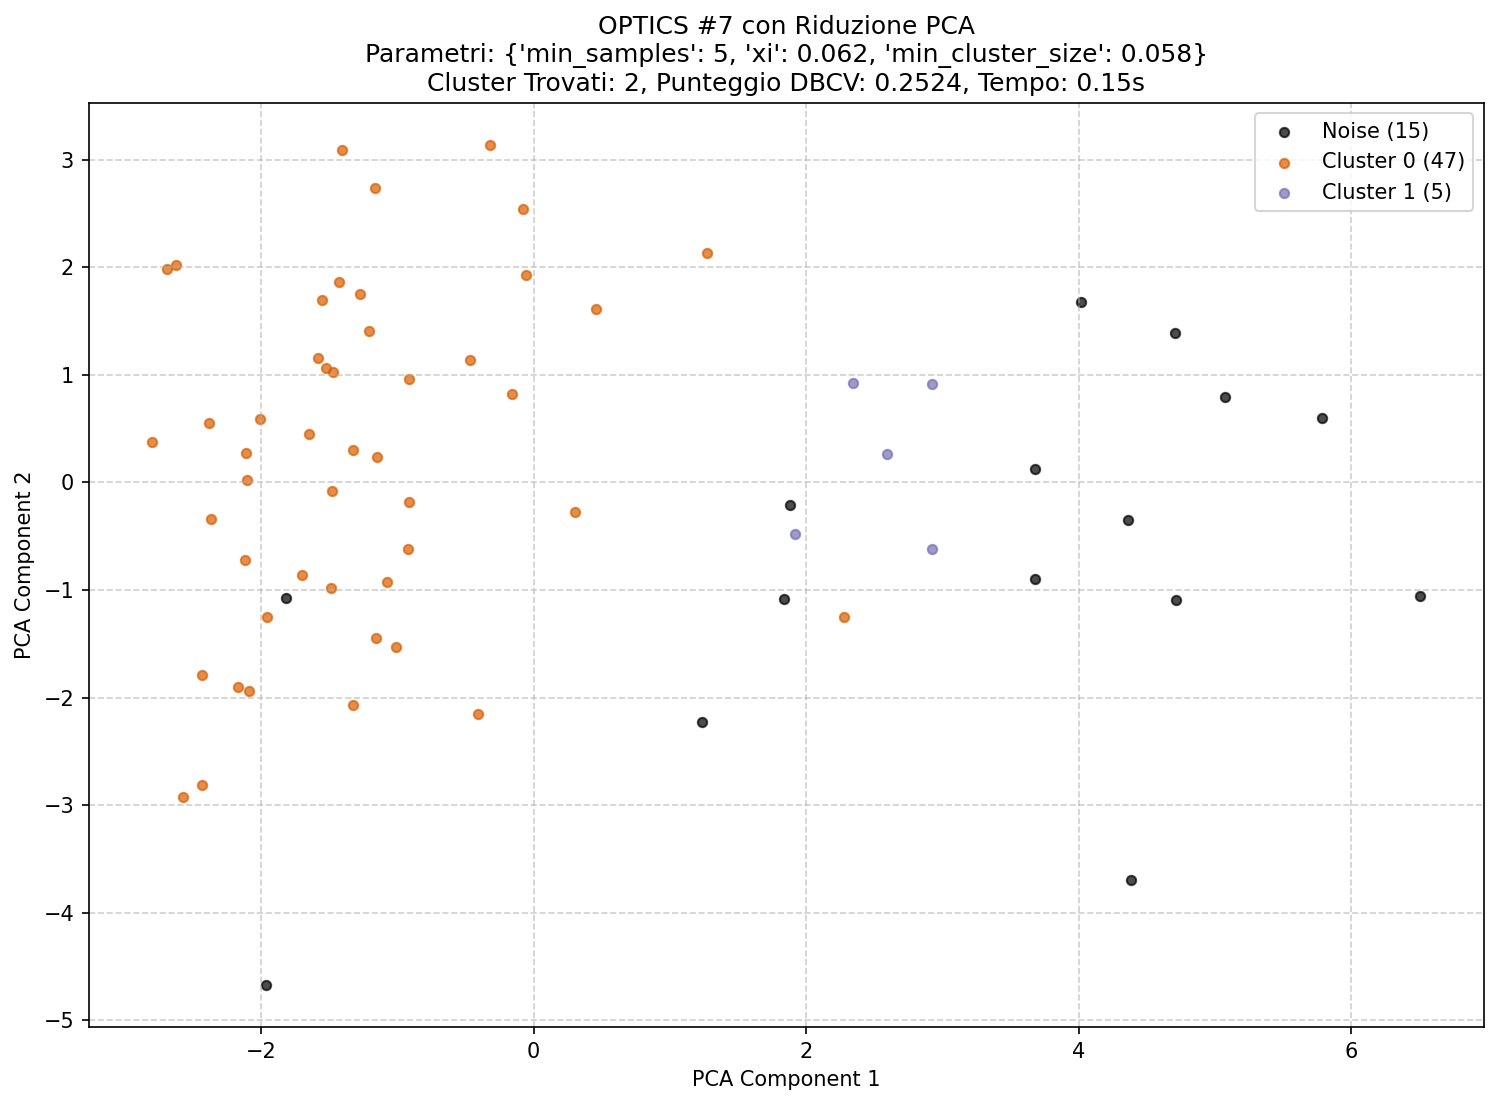 OPTICS #7 con Riduzione PCA
Parametri: {'min_samples': 5, 'xi': 0.062, 'min_cluster_size': 0.058}
Cluster Trovati: 2, Punteggio DBCV: 0.2524, Tempo: 0.15s
Noise (15)
Cluster 0 (47)
Cluster 1 (5)
PCA Component 2
3
2
1
0
−1
−2
−3
−4
−5
−2
0
2
4
6
PCA Component 1